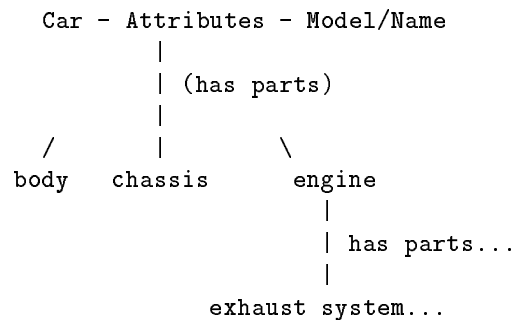 Car - Attributes - Model/Name
|
| (has parts)
|
/ | \
body chassis engine
|
| has parts...
|
exhaust system...